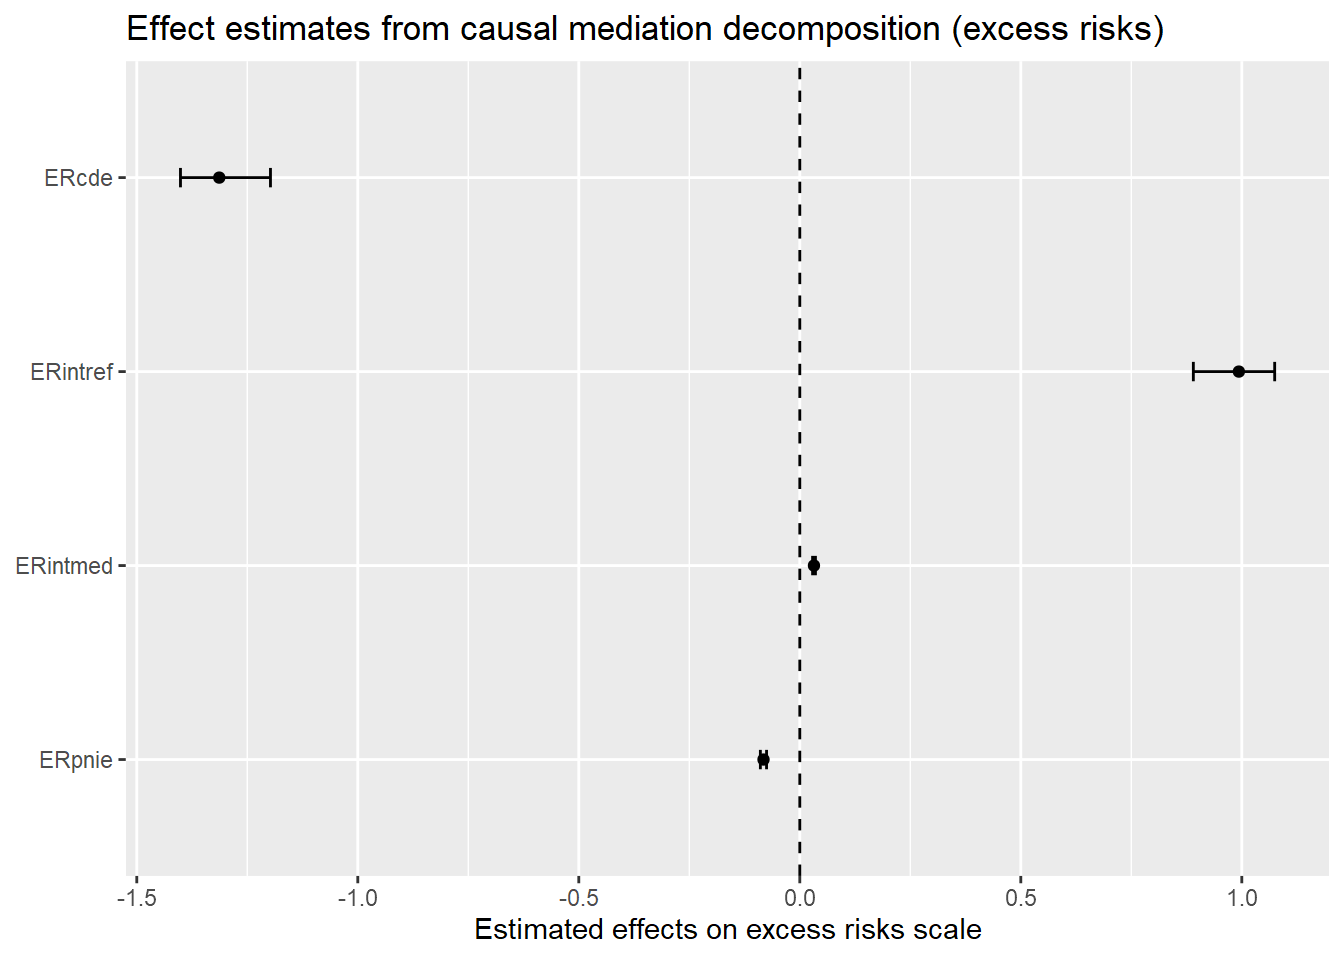 Effect estimates from causal mediation decomposition (excess risks)
ERcde
ERintref
ERintmed
ERpnie
-1.5 -1.0 -0.5 0.0 0.5 1.0
Estimated effects on excess risks scale